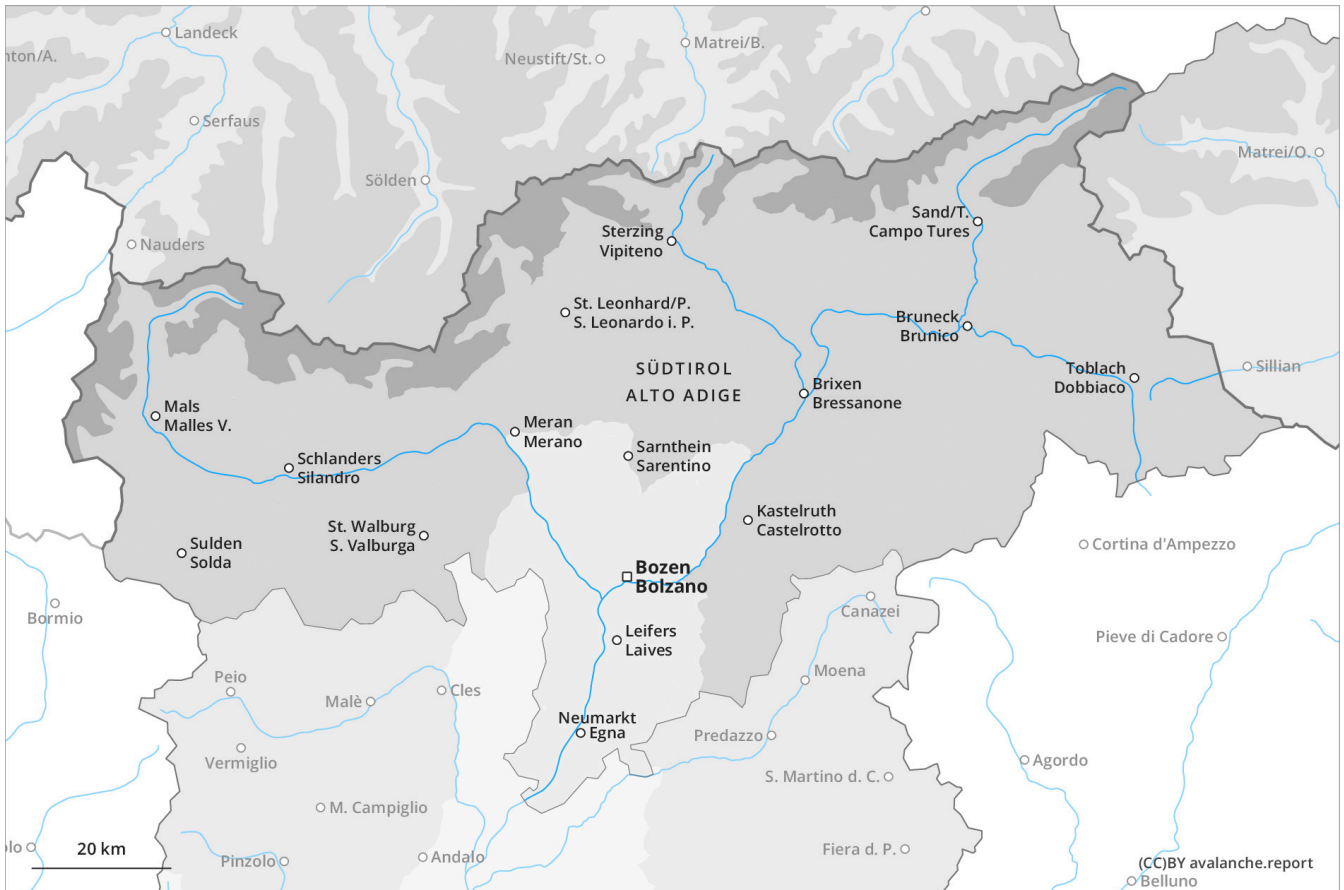 Landeck
nton/A.
Neustift/St.
Matrei/B.
Serfaus
Sölden
Matrei/O.
Nauders
Sand/T.
Campo Tures
Sterzing
Vipiteno
St. Leonhard/P.
S. Leonardo i. P.
Bruneck
Brunico
SÜDTIROL
ALTO ADIGE
Toblach
Dobbiaco
Sillian
Brixen
Bressanone
Mals
Malles V.
Meran
Merano
Sarnthein
Sarentino
Schlanders
Silandro
Kastelruth
Castelrotto
St. Walburg
S. Valburga
Sulden
Solda
Cortina d'Ampezzo
Bozen
Bolzano
Bormio
Canazei
Leifers
Laives
Pieve di Cadore
Peio
Malè
Cles
Moena
Neumarkt
Egna
Predazzo
Vermiglio
Agordo
S. Martino d. C.
M. Campiglio
olo
20 km
Pinzolo
Andalo
Fiera d. P.
(CC)BY avalanche.report
Belluno